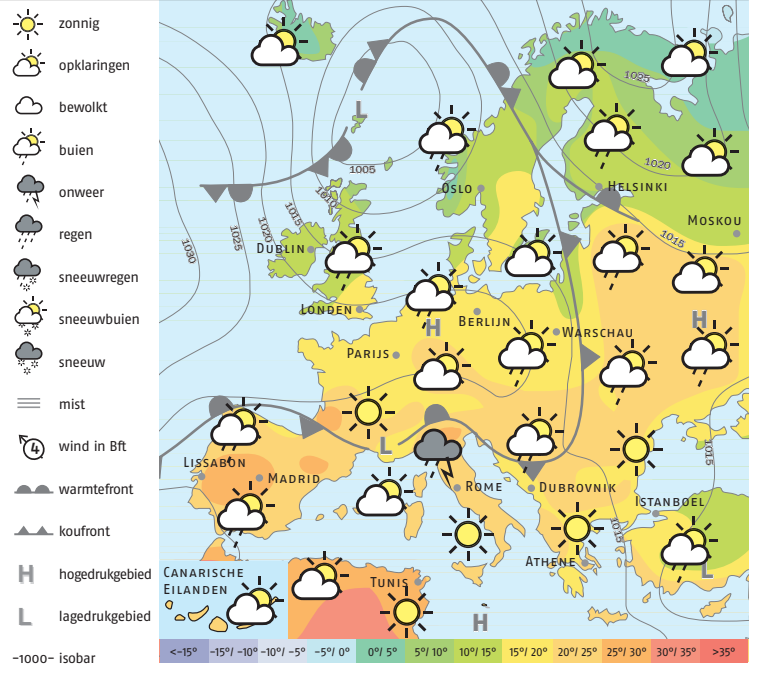 zonnig
opklaringen
bewolkt
buien
onweer
regen
sneeuwregen
sneeuwbuien
sneeuw
mist
4 wind in Bft
warmtefront
koufront
H hogedrukgebied
L lagedrukgebied
-1000- isobar
L
1025
1005
1020
1010
OSLO
HELSINKI
1015
MOSKOU
1020
1015
1025
1030
DUBLIN
LONDEN
H
BERLIJN
H
WARSCHAU
PARIJS
L
1015
LISSABON
MADRID
ROME
DUBROVNIK
ISTANBOEL
1015
ATHENE
L
CANARISCHE
EILANDEN
TUNIS
H
<-15° -15°/ -10° -10°/ -5° -5°/ 0° 0°/ 5° 5°/ 10° 10°/ 15° 15°/ 20° 20°/ 25° 25°/ 30° 30°/ 35° >35°